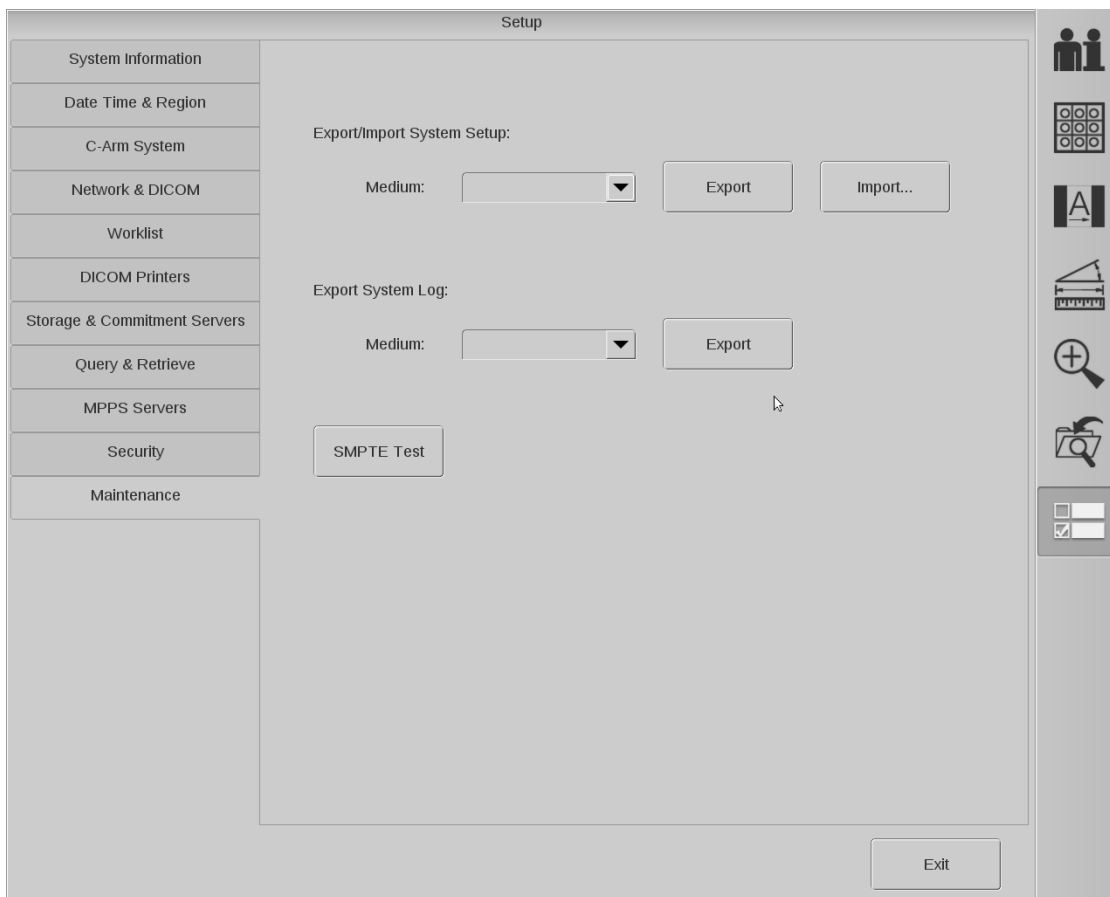 Setup
System Information
Date Time & Region
C-Arm System
Network & DICOM
Worklist
DICOM Printers
Storage & Commitment Servers
Query & Retrieve
MPPS Servers
Security
Maintenance
Export/Import System Setup:
Medium:
Export
Import...
Export System Log:
Medium:
Export
SMPTE Test
Exit
A